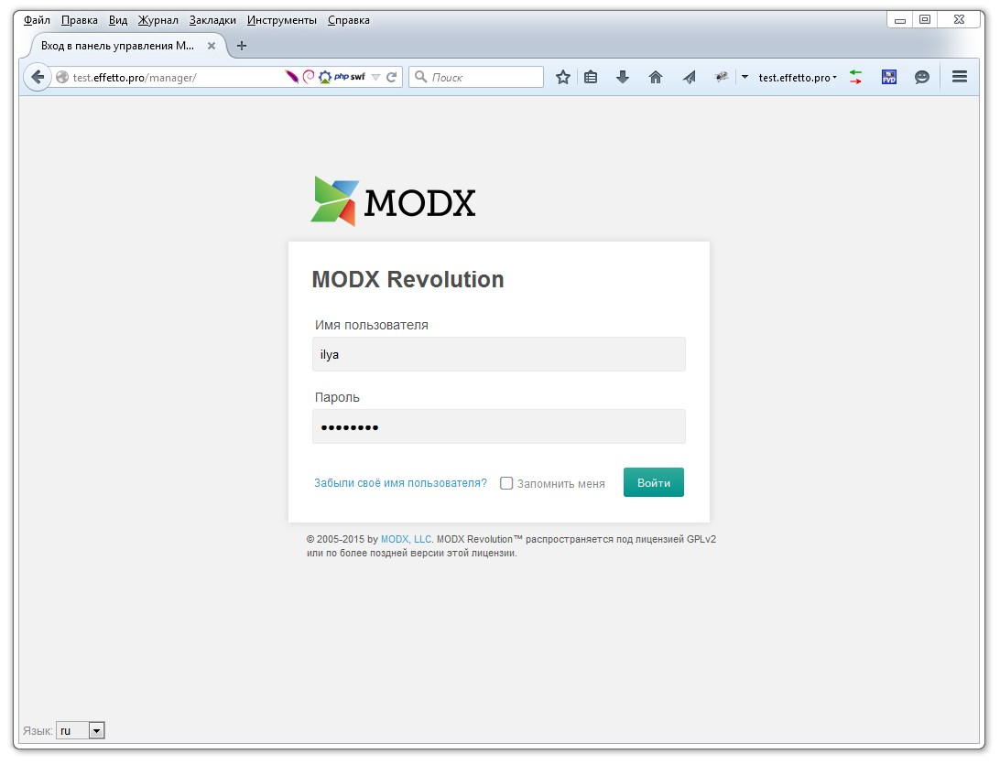 Файл Правка Вид Журнал Закладки Инструменты Справка
Вход в панель управления M...
test.effetto.pro/manager/ php swf Поиск test.effetto.pro FVD
MODX
MODX Revolution
Имя пользователя
ilya
Пароль
••••••••
Забыли своё имя пользователя? Запомнить меня Войти
© 2005-2015 by MODX, LLC. MODX Revolution™ распространяется под лицензией GPLv2
или по более поздней версии этой лицензии.
Язык: ru